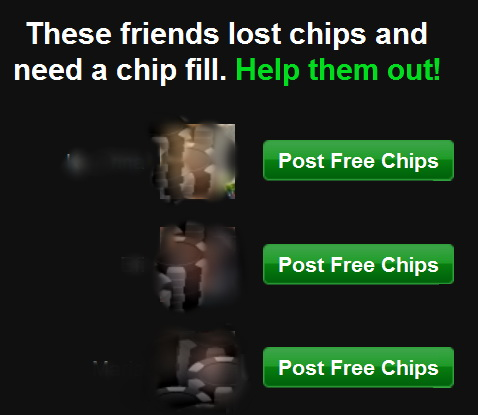 These friends lost chips and
need a chip fill. Help them out!
Post Free Chips
Post Free Chips
Post Free Chips